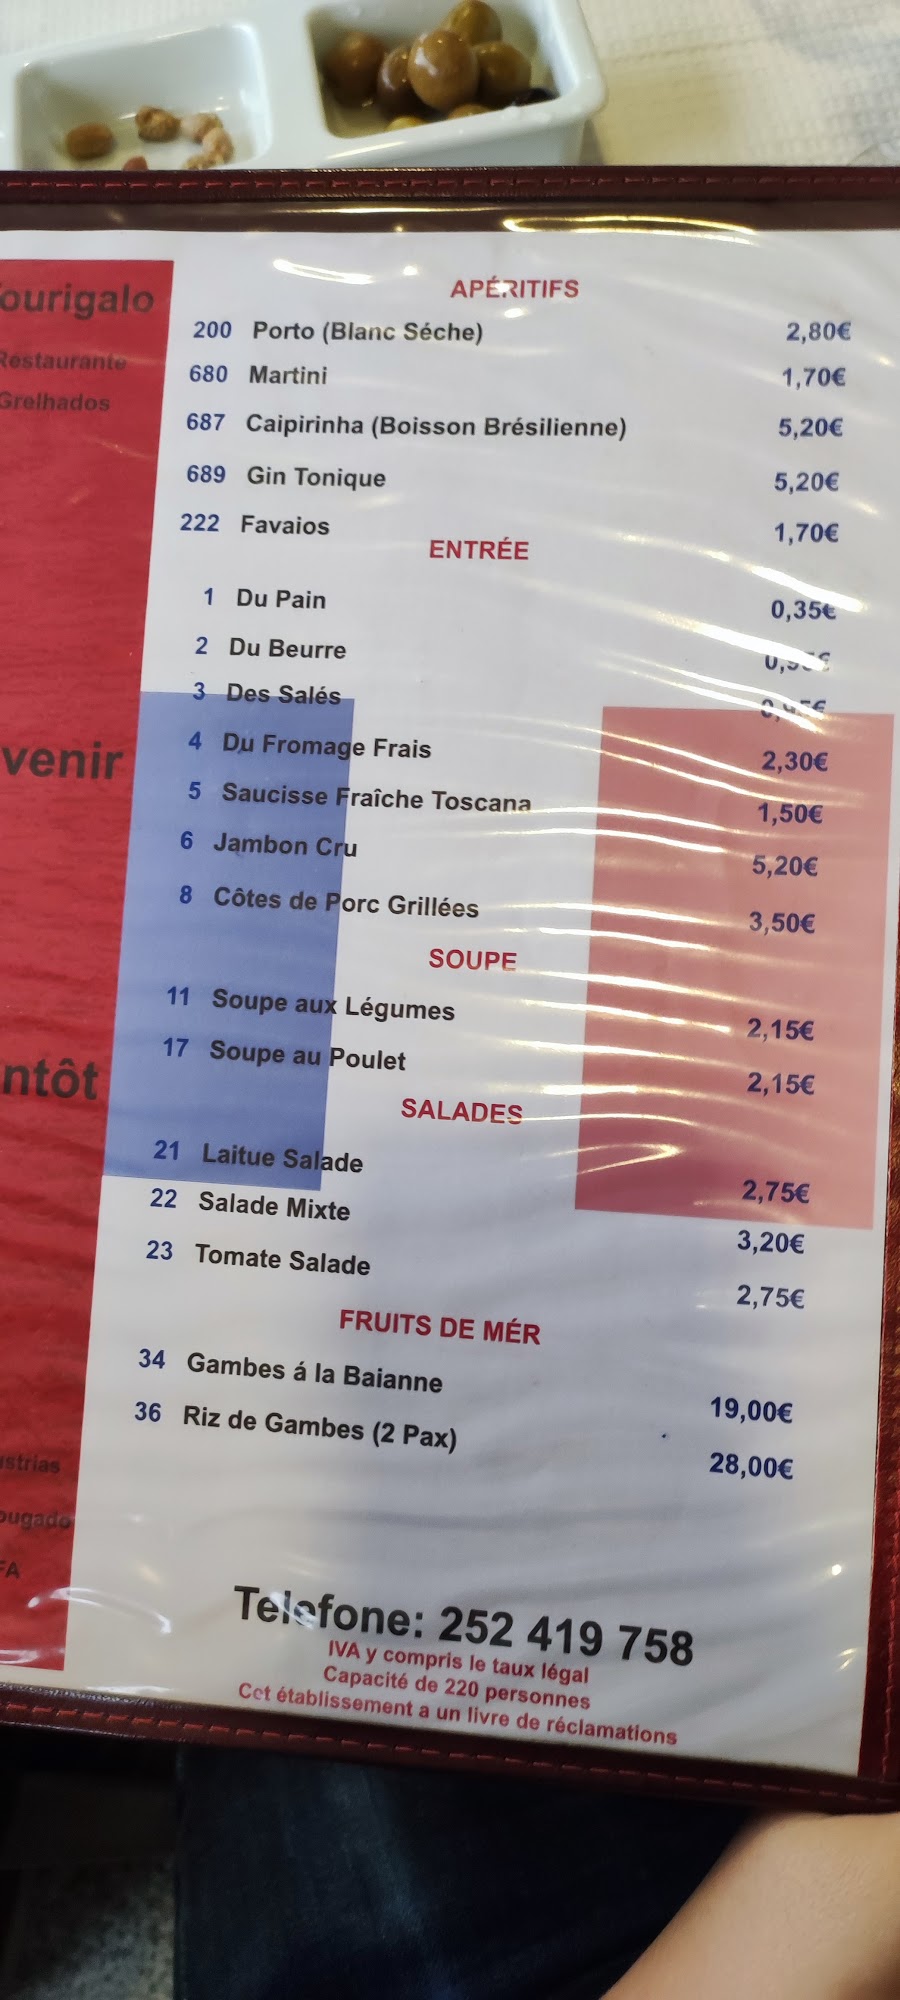 ourigalo
Restaurante
Grelhados
venir
ntôt
ustrias
ougado
FA
APÉRITIFS
200 Porto (Blanc Séche) 2,80€
680 Martini 1,70€
687 Caipirinha (Boisson Brésilienne) 5,20€
689 Gin Tonique 5,20€
222 Favaios 1,70€
ENTRÉE
1 Du Pain 0,35€
2 Du Beurre
3 Des Salés
4 Du Fromage Frais 2,30€
5 Saucisse Fraîche Toscana 1,50€
6 Jambon Cru 5,20€
8 Côtes de Porc Grillées 3,50€
SOUPE
11 Soupe aux Légumes 2,15€
17 Soupe au Poulet 2,15€
SALADES
21 Laitue Salade 2,75€
22 Salade Mixte 3,20€
23 Tomate Salade 2,75€
FRUITS DE MÉR
34 Gambes á la Baianne 19,00€
36 Riz de Gambes (2 Pax) 28,00€
Telefone: 252 419 758
IVA y compris le taux légal
Capacité de 220 personnes
Cet établissement a un livre de réclamations